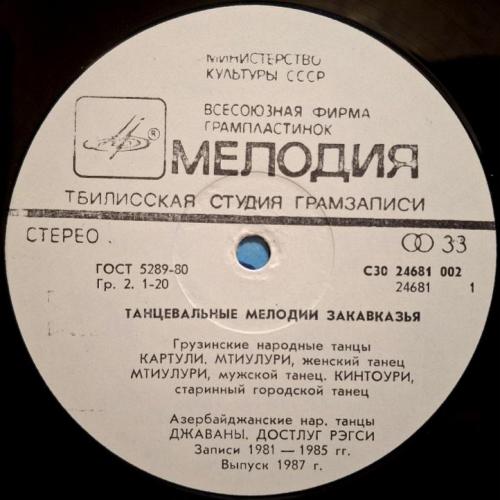 МИНИСТЕРСТВО
КУЛЬТУРЫ СССР
ВСЕСОЮЗНАЯ ФИРМА
ГРАМПЛАСТИНОК
®
МЕЛОДИЯ
ТБИЛИССКАЯ СТУДИЯ ГРАМЗАПИСИ
СТЕРЕО
33
ГОСТ 5289-80
С30 24681 002
Гр. 2. 1-20
24681 1
ТАНЦЕВАЛЬНЫЕ МЕЛОДИИ ЗАКАВКАЗЬЯ
Грузинские народные танцы
КАРТУЛИ. МТИУЛУРИ, женский танец
МТИУЛУРИ, мужской танец. КИНТОУРИ,
старинный городской танец
Азербайджанские нар. танцы
ДЖАВАНЫ. ДОСТЛУГ РЭГСИ
Записи 1981 — 1985 гг.
Выпуск 1987 г.